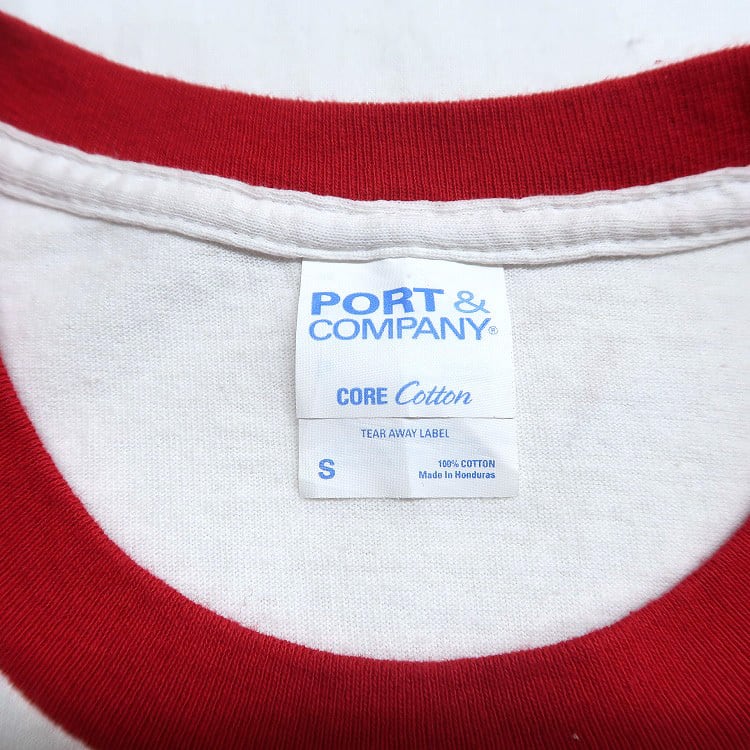 PORT &
COMPANY®
CORE Cotton
TEAR AWAY LABEL
S
100% COTTON
Made In Honduras